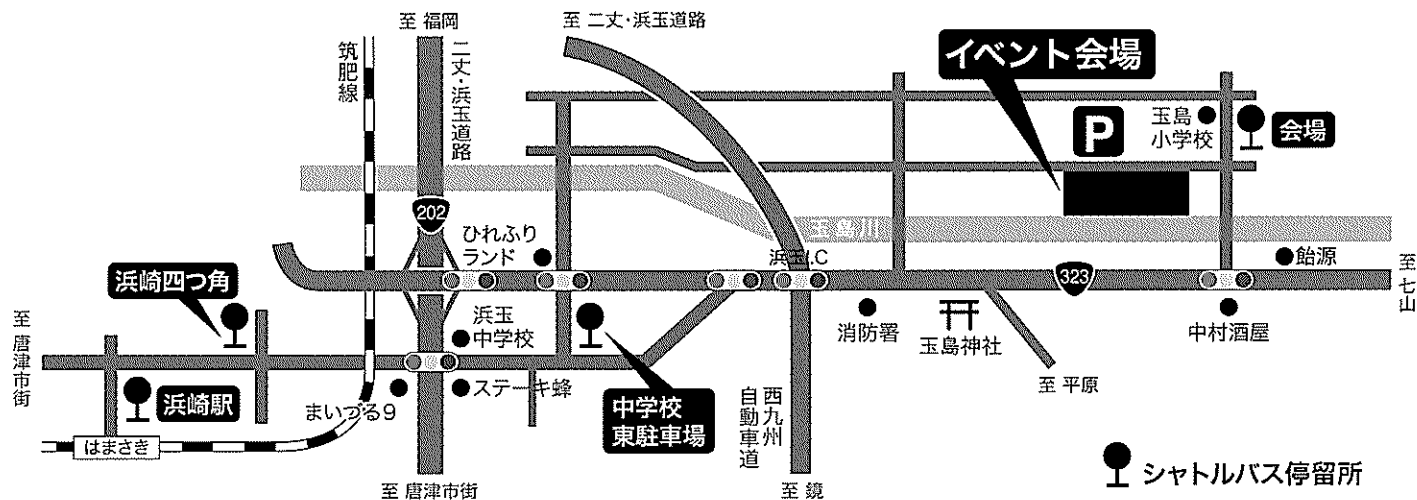 至 福岡
至 二丈・浜玉道路
筑肥線
二丈・浜玉道路
イベント会場
P
玉島
小学校
会場
202
玉島川
ひれふり
ランド
浜玉I.C
323
飴源
至 七山
浜崎四つ角
浜玉
中学校
消防署
玉島神社
中村酒屋
至 唐津市街
至 平原
浜崎駅
ステーキ蜂
まいづる9
中学校
東駐車場
西九州
自動車道
はまさき
至 唐津市街
至 鏡
シャトルバス停留所